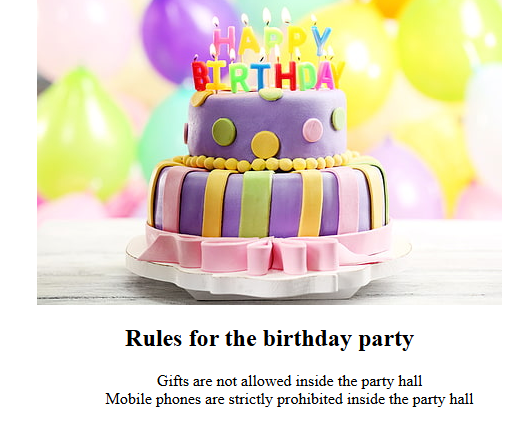 HAPPY
BIRTHDAY
Rules for the birthday party
Gifts are not allowed inside the party hall
Mobile phones are strictly prohibited inside the party hall